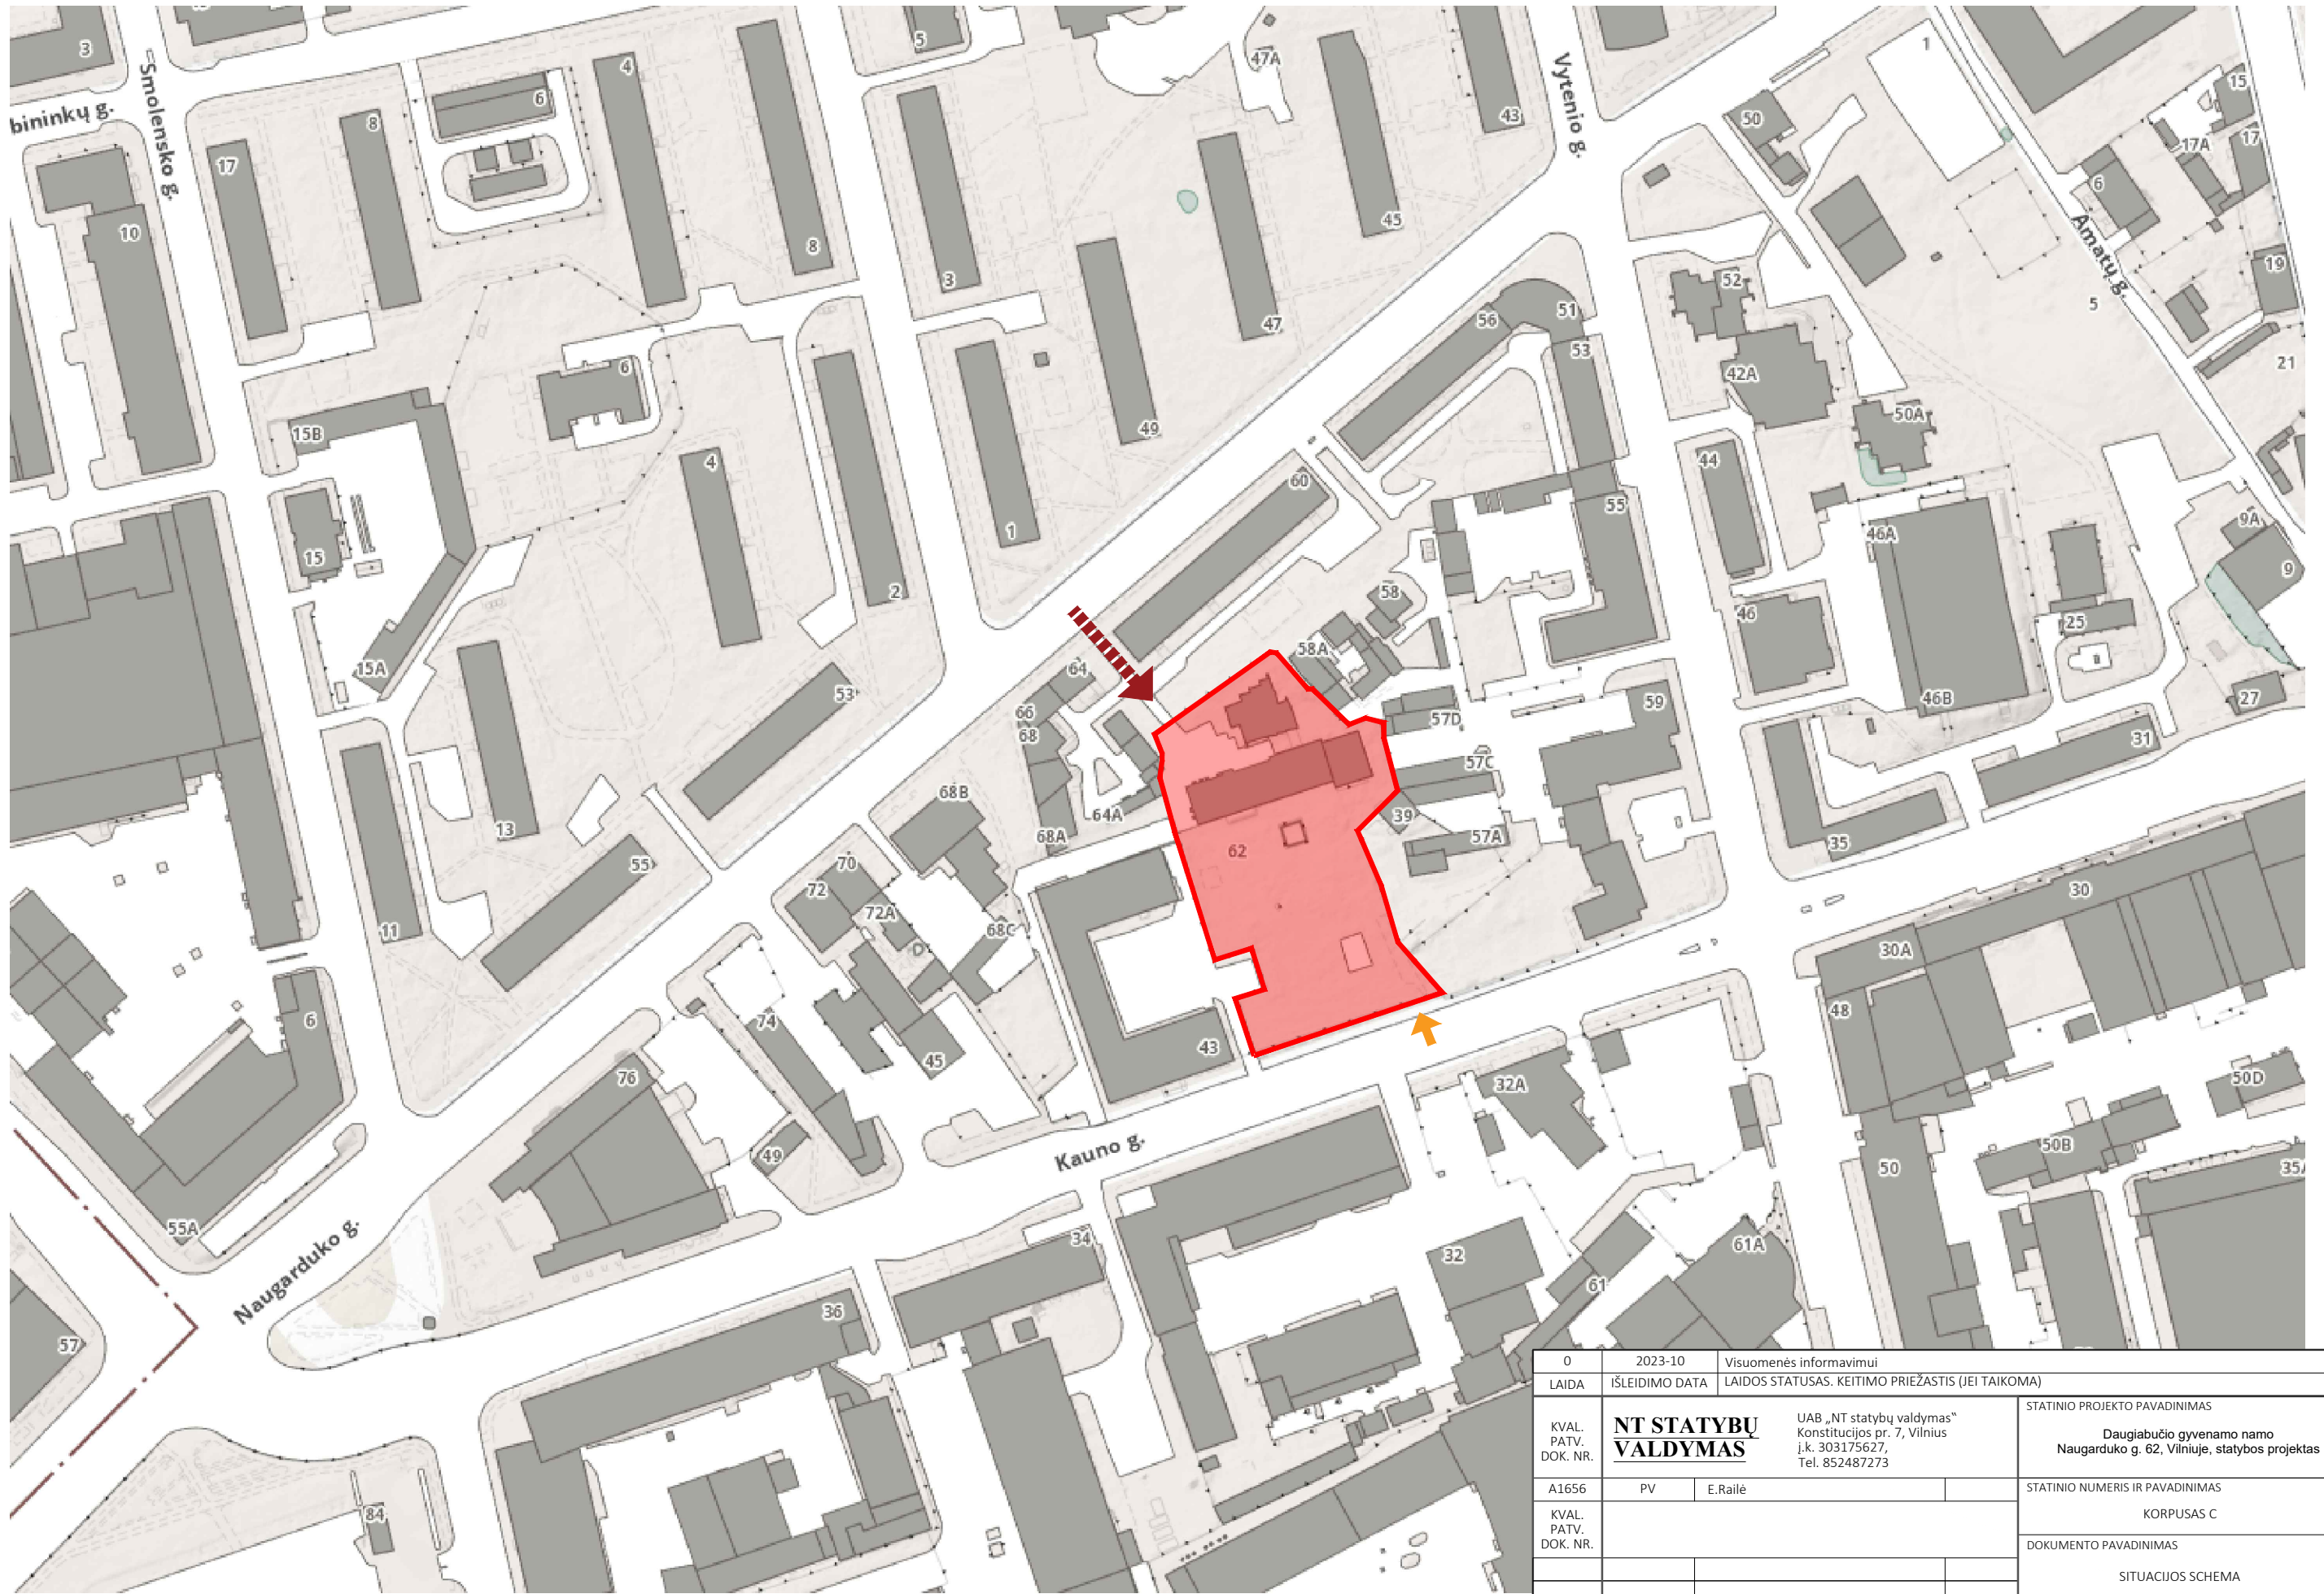 3
5
47A
Vytenio g.
43
1
15
Smolensko g.
bininkų g.
4
6
8
17
50
17A
17
6
10
8
3
45
47
Amatų g.
19
5
52
56
51
53
21
42A
50A
6
15B
49
4
44
60
1
55
46A
9A
15
2
58
9
46
25
58A
15A
64
53
66
68
57D
59
46B
27
31
57C
68B
64A
39
13
68A
57A
35
62
55
70
72
72A
30
11
68C
D
30A
6
74
48
43
45
76
32A
50D
49
Kauno g.
50B
50
35A
55A
34
61A
32
Naugarduko g.
61
36
57
84
0 2023-10 Visuomenės informavimui
LAIDA IŠLEIDIMO DATA LAIDOS STATUSAS. KEITIMO PRIEŽASTIS (JEI TAIKOMA)
KVAL.
PATV.
DOK. NR.
NT STATYBŲ
VALDYMAS
UAB „NT statybų valdymas“
Konstitucijos pr. 7, Vilnius
į.k. 303175627,
Tel. 852487273
STATINIO PROJEKTO PAVADINIMAS
Daugiabučio gyvenamo namo
Naugarduko g. 62, Vilniuje, statybos projektas
A1656 PV E.Railė
STATINIO NUMERIS IR PAVADINIMAS
KORPUSAS C
KVAL.
PATV.
DOK. NR.
DOKUMENTO PAVADINIMAS
SITUACIJOS SCHEMA